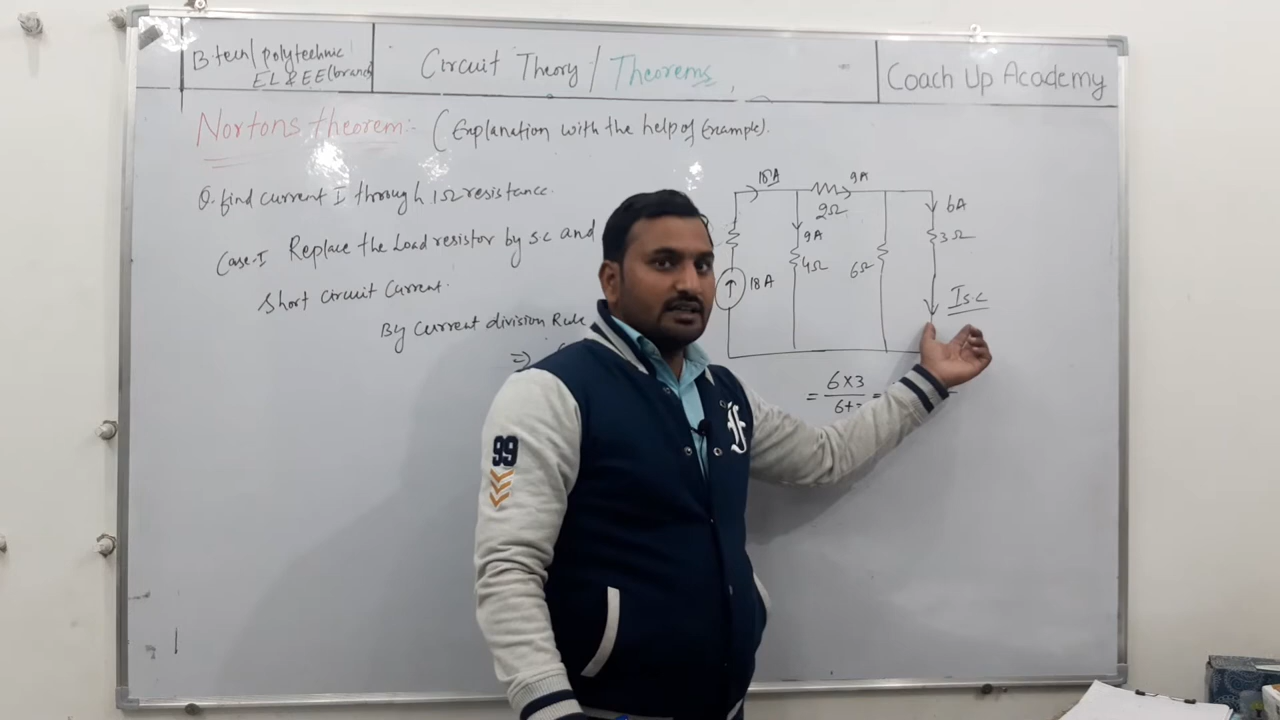 B.tech/polytechnic
EL & EE(branch
Circuit Theory / Theorems,
Coach Up Academy
Nortons theorem:- (Explanation with the help of Example).
Q. find current I through 1Ω resistance.
Case-I Replace the Load resistor by S.C and
short circuit Current.
By current division Rule
=>
18A
9A
2Ω
6A
9A
3Ω
4Ω
6Ω
18A
Isc
= 6×3
6+
=
99